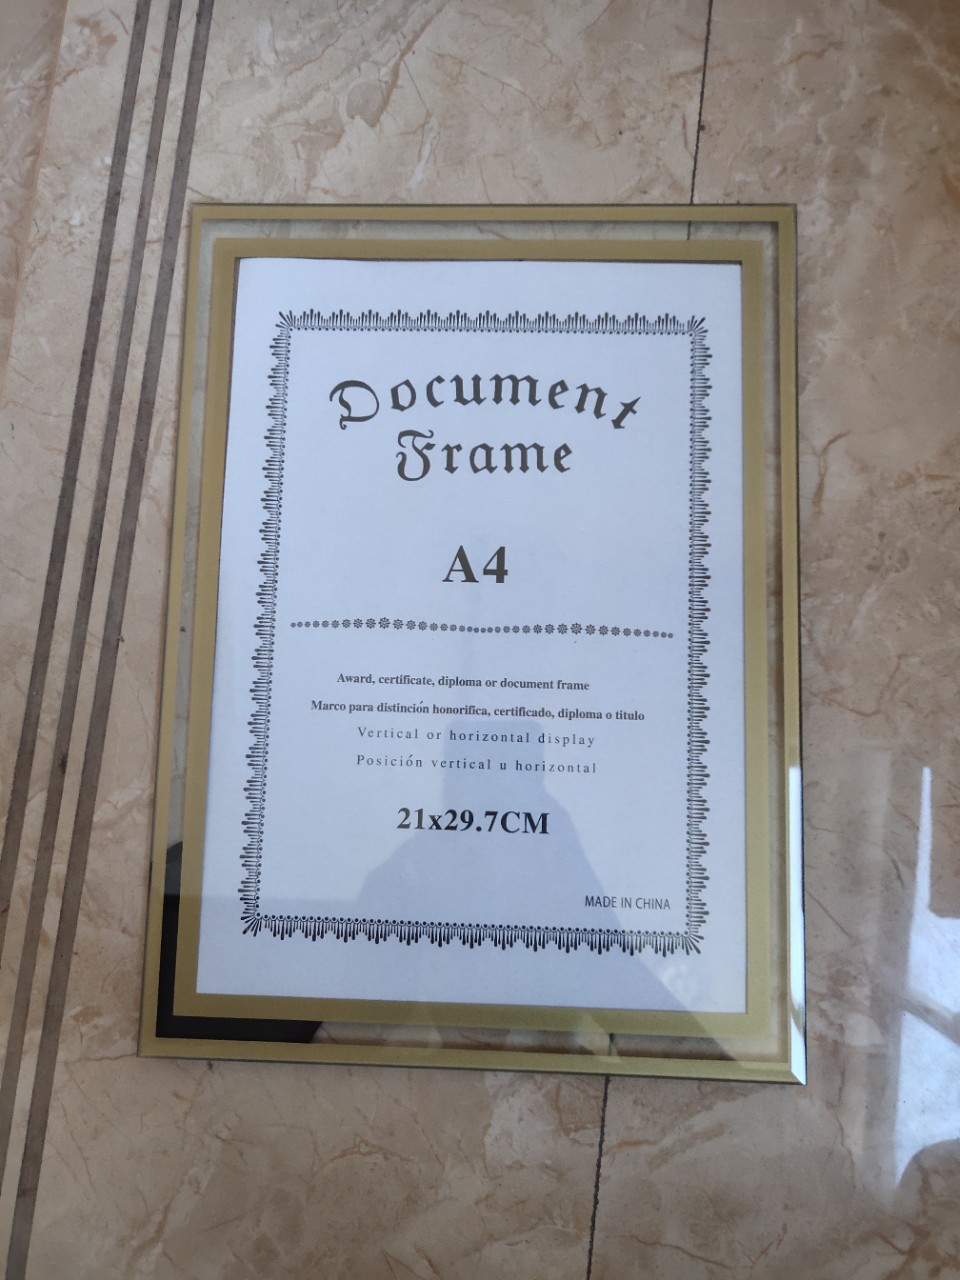 Document
Frame
A4
Award, certificate, diploma or document frame
Marco para distinción honorifica, certificado, diploma o titulo
Vertical or horizontal display
Posición vertical u horizontal
21x29.7CM
MADE IN CHINA